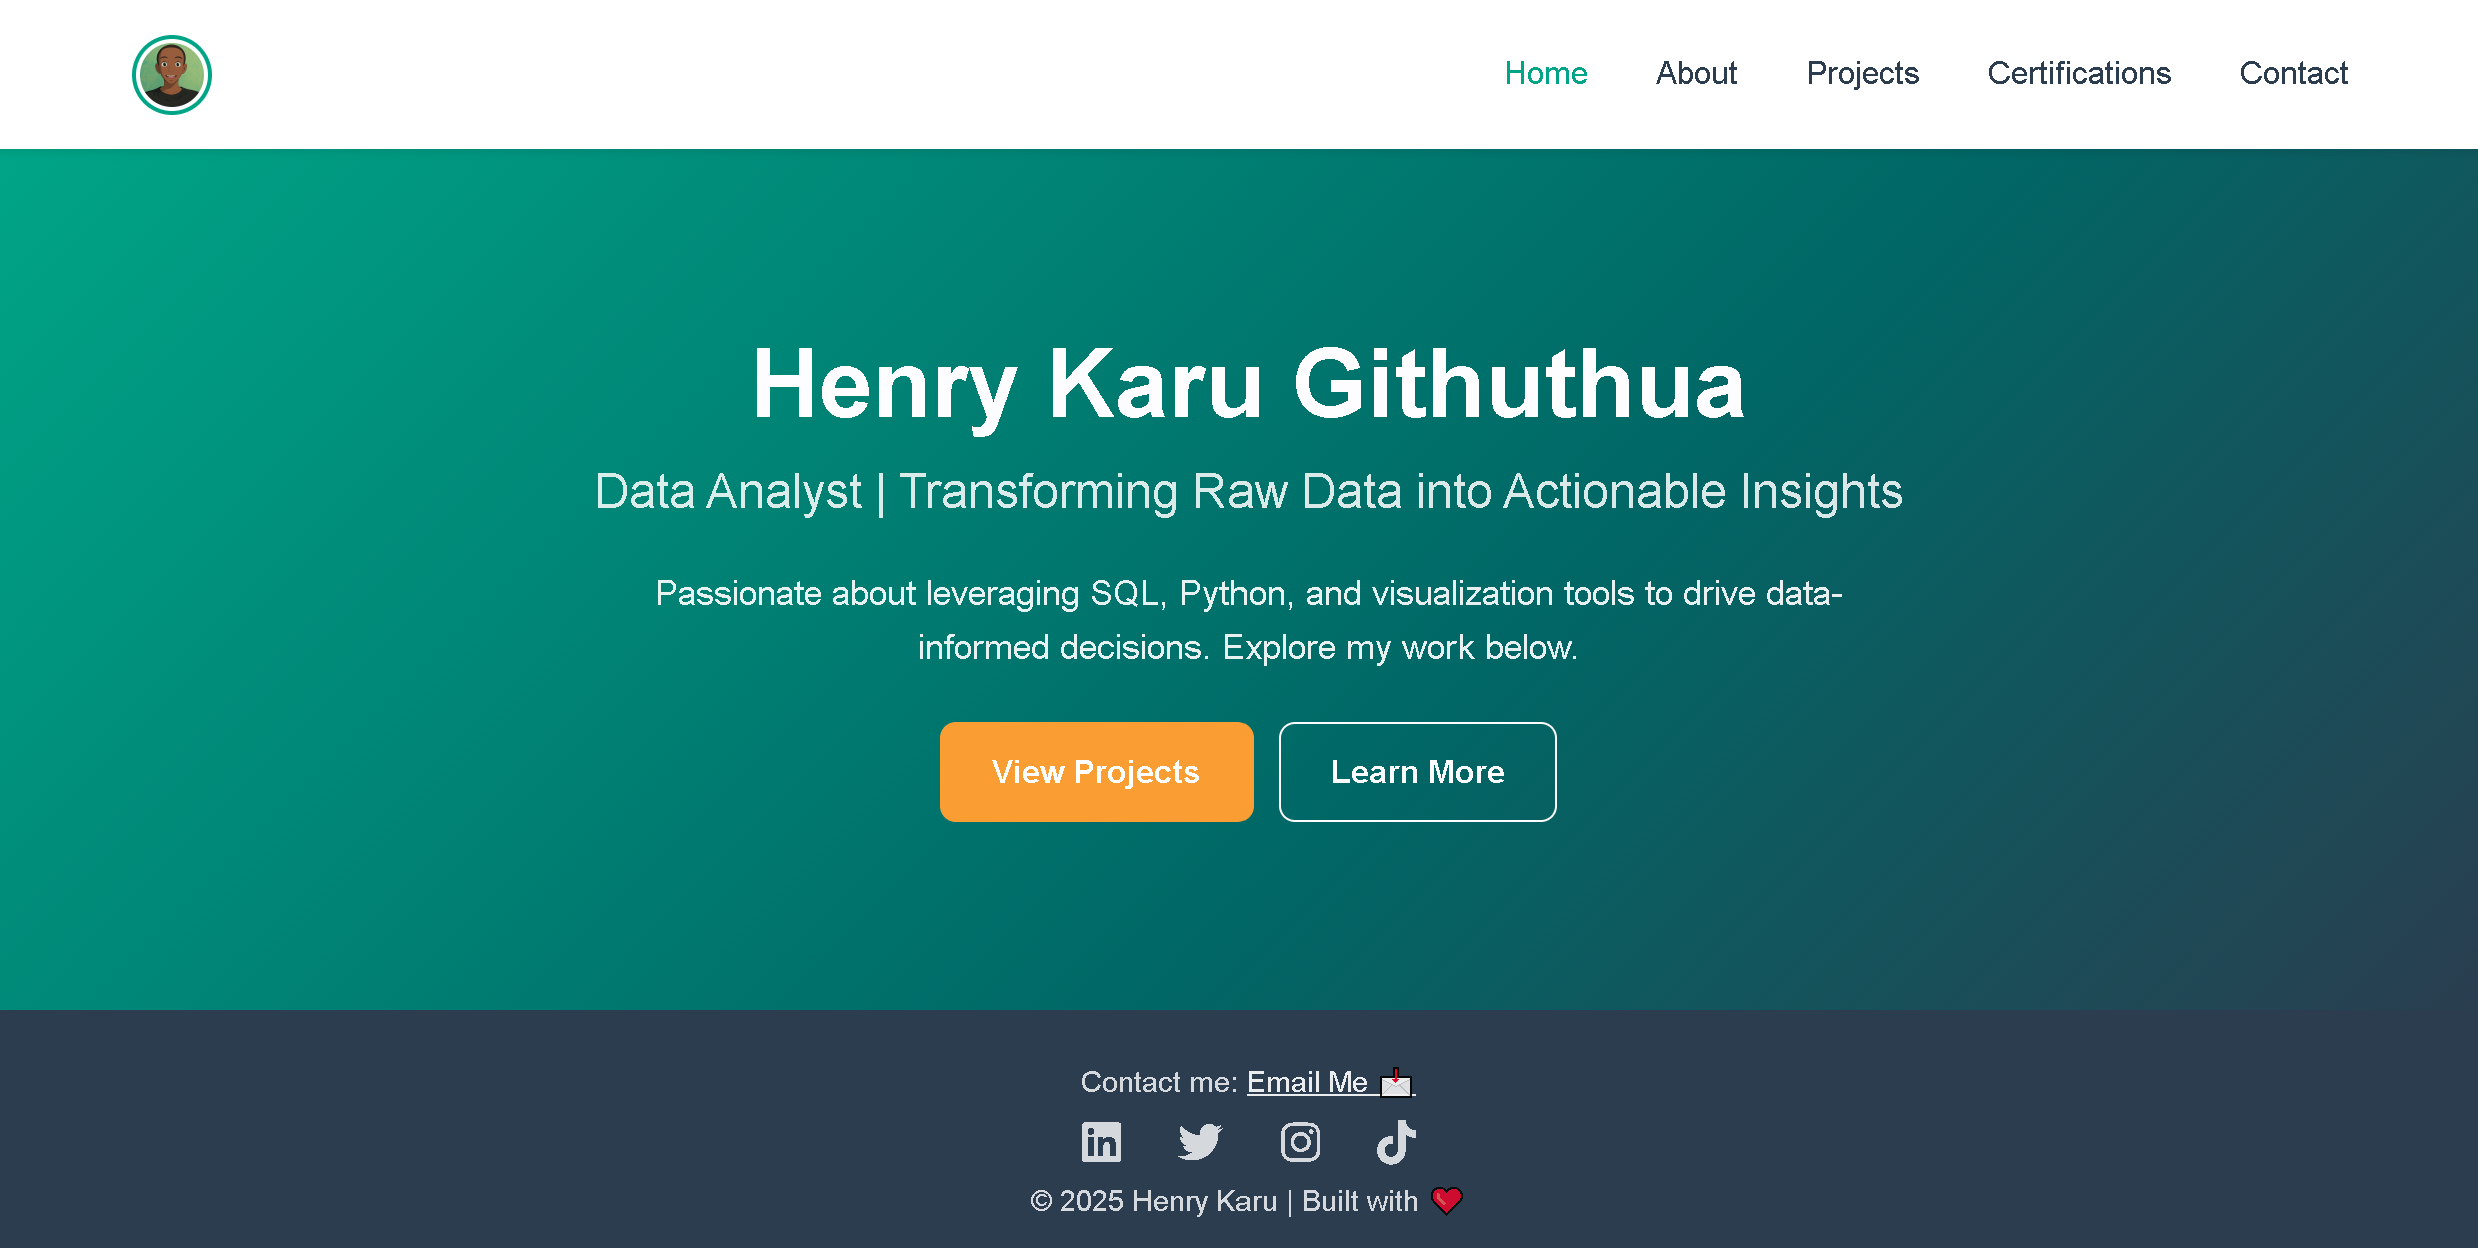 Home About Projects Certifications Contact
Henry Karu Githuthua
Data Analyst | Transforming Raw Data into Actionable Insights
Passionate about leveraging SQL, Python, and visualization tools to drive data-
informed decisions. Explore my work below.
View Projects Learn More
Contact me: Email Me 📩
© 2025 Henry Karu | Built with ❤️